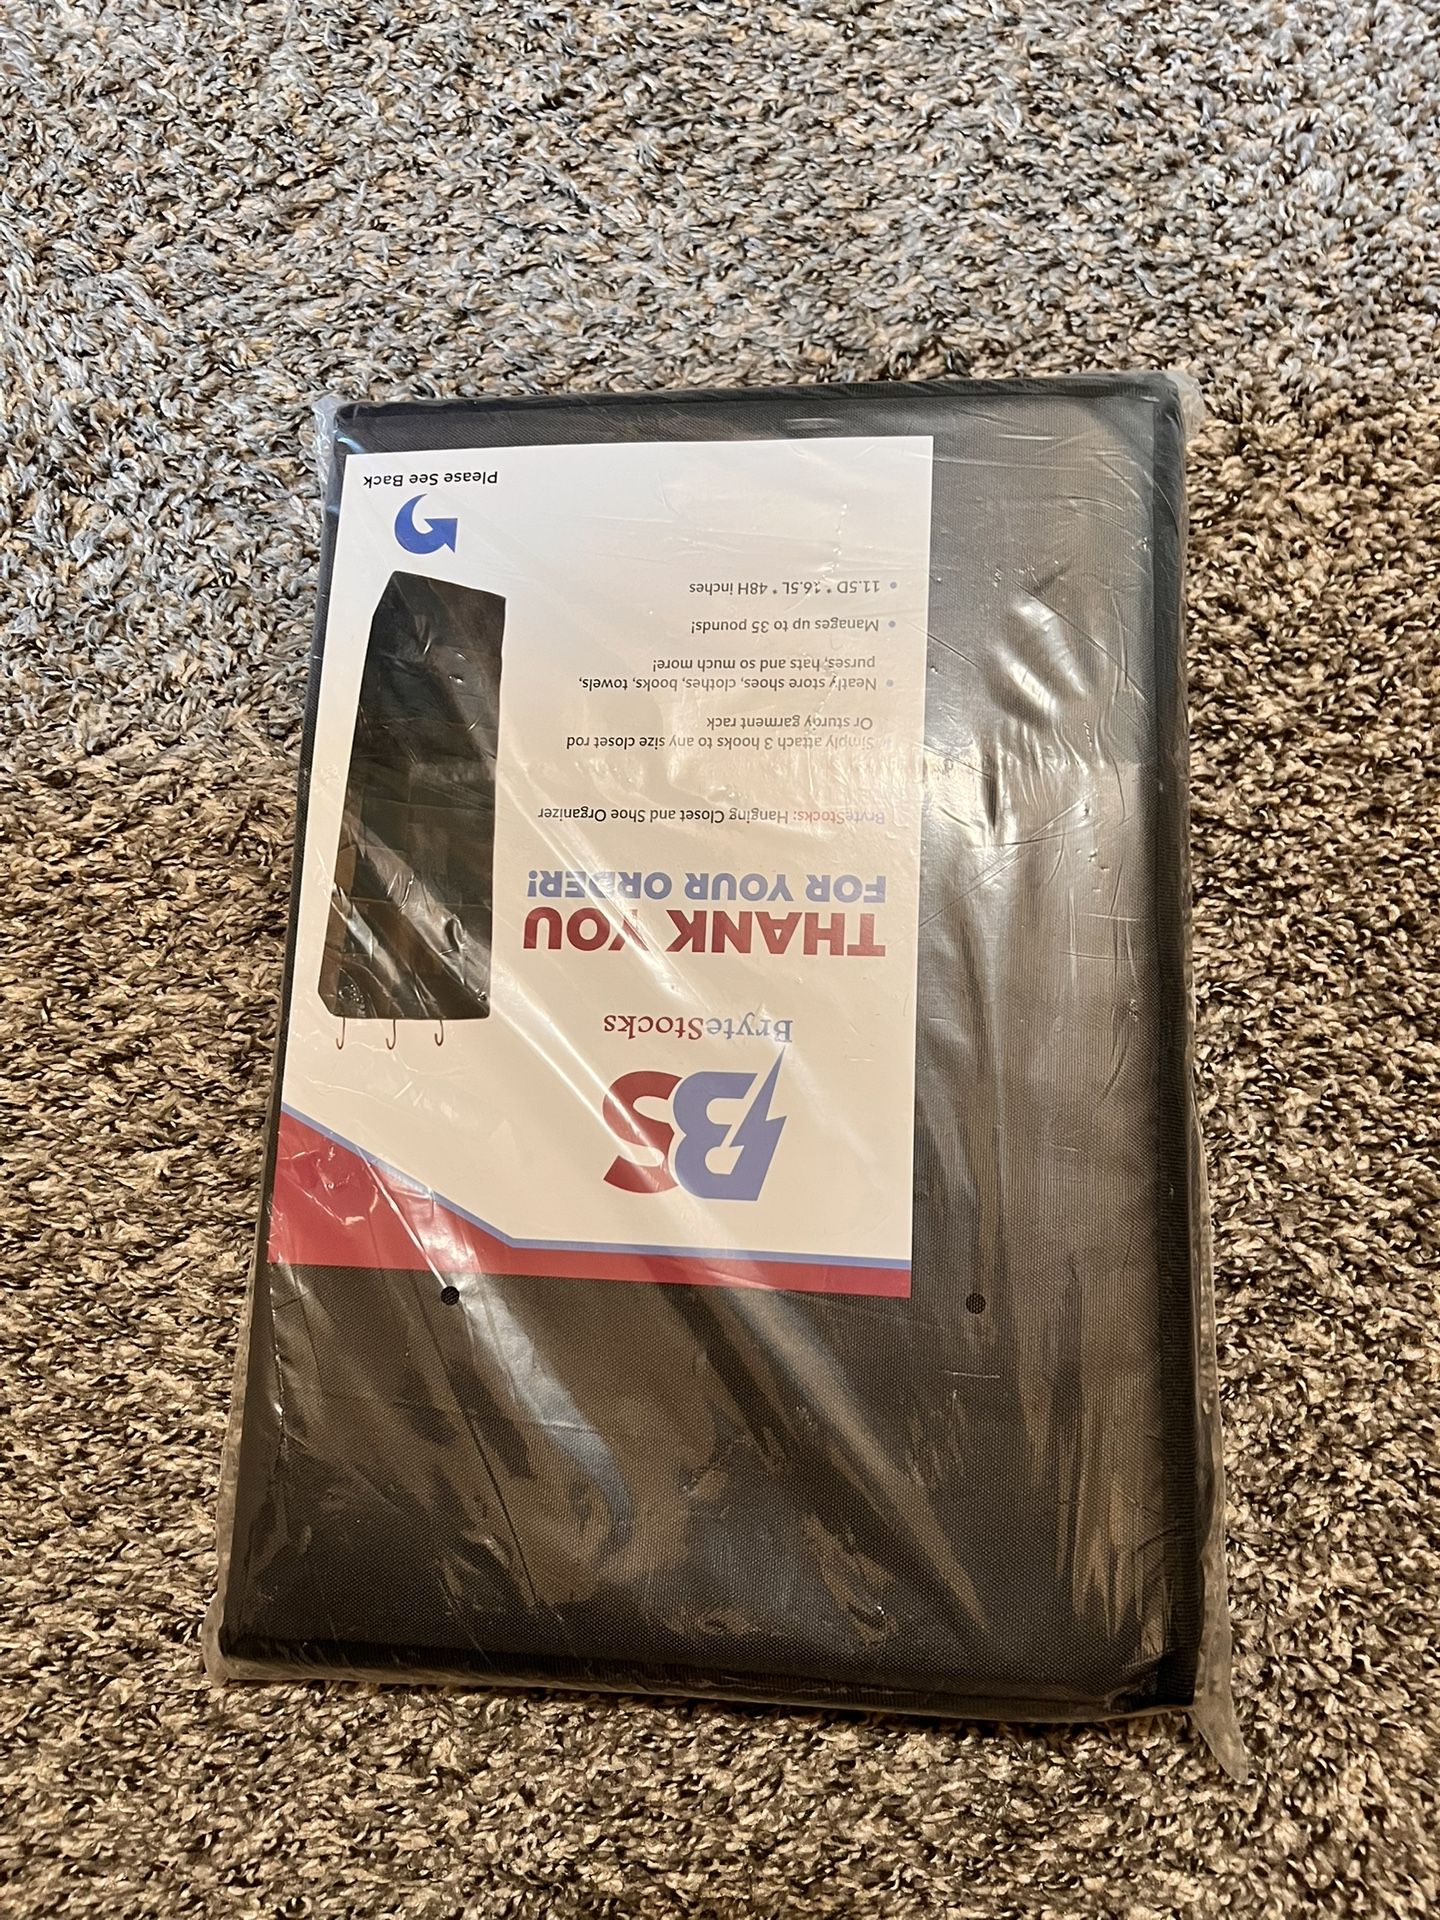 BS
BryteStocks
THANK YOU
FOR YOUR ORDER!
BryteStocks: Hanging Closet and Shoe Organizer
Simply attach 3 hooks to any size closet rod
Or sturdy garment rack
• Neatly store shoes, clothes, books, towels,
purses, hats and so much more!
• Manages up to 35 pounds!
• 11.5D * 16.5L * 48H inches
Please See Back